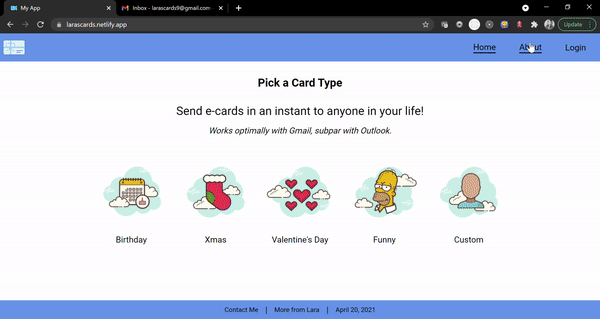 My App
Inbox - larascards9@gmail.com
larascards.netlify.app
Update
Home
About
Login
Pick a Card Type
Send e-cards in an instant to anyone in your life!
Works optimally with Gmail, subpar with Outlook.
Birthday
Xmas
Valentine's Day
Funny
Custom
Contact Me | More from Lara | April 20, 2021